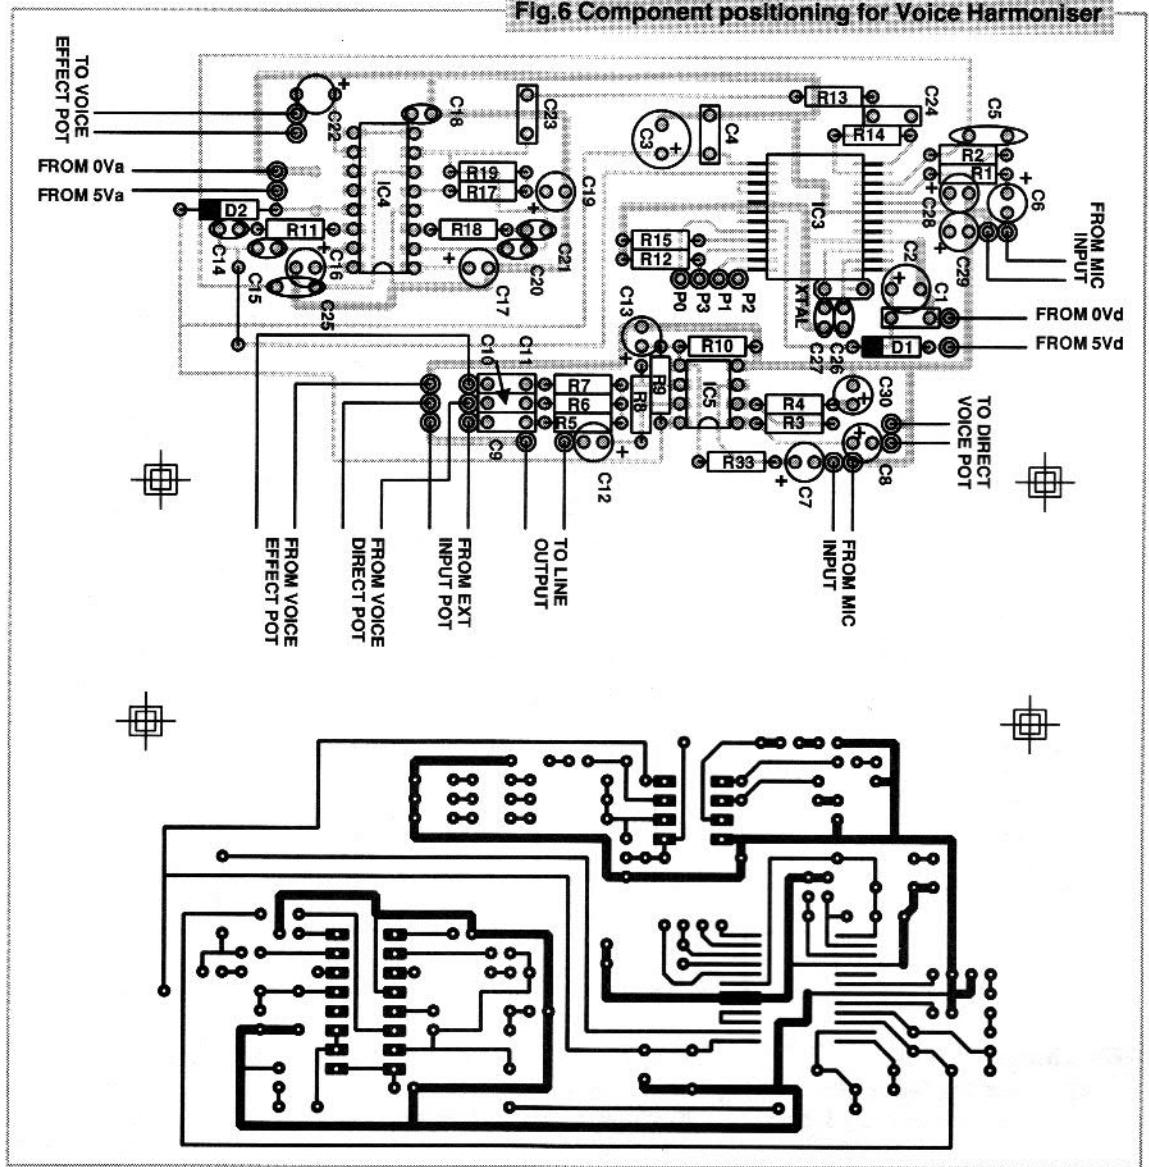 Fig.6 Component positioning for Voice Harmoniser
TO VOICE
EFFECT POT
FROM 0Va
FROM 5Va
C22
C18
C23
C3
C4
R13
C24
R14
C5
R2
R1
C6
FROM MIC
INPUT
IC4
R19
R17
C19
IC3
C28
D2
R11
R18
C14
C15
C16
C25
C17
C20
C21
R15
R12
P0
P3
P1
P2
XTAL
C2
C29
C1
FROM 0Vd
FROM 5Vd
C13
R10
C27
C26
D1
C10
C11
R7
R6
R5
R8
R9
IC5
R4
R3
C30
TO DIRECT
VOICE POT
C9
C12
R33
C7
C8
FROM VOICE
EFFECT POT
FROM VOICE
DIRECT POT
FROM EXT
INPUT POT
TO LINE
OUTPUT
FROM MIC
INPUT